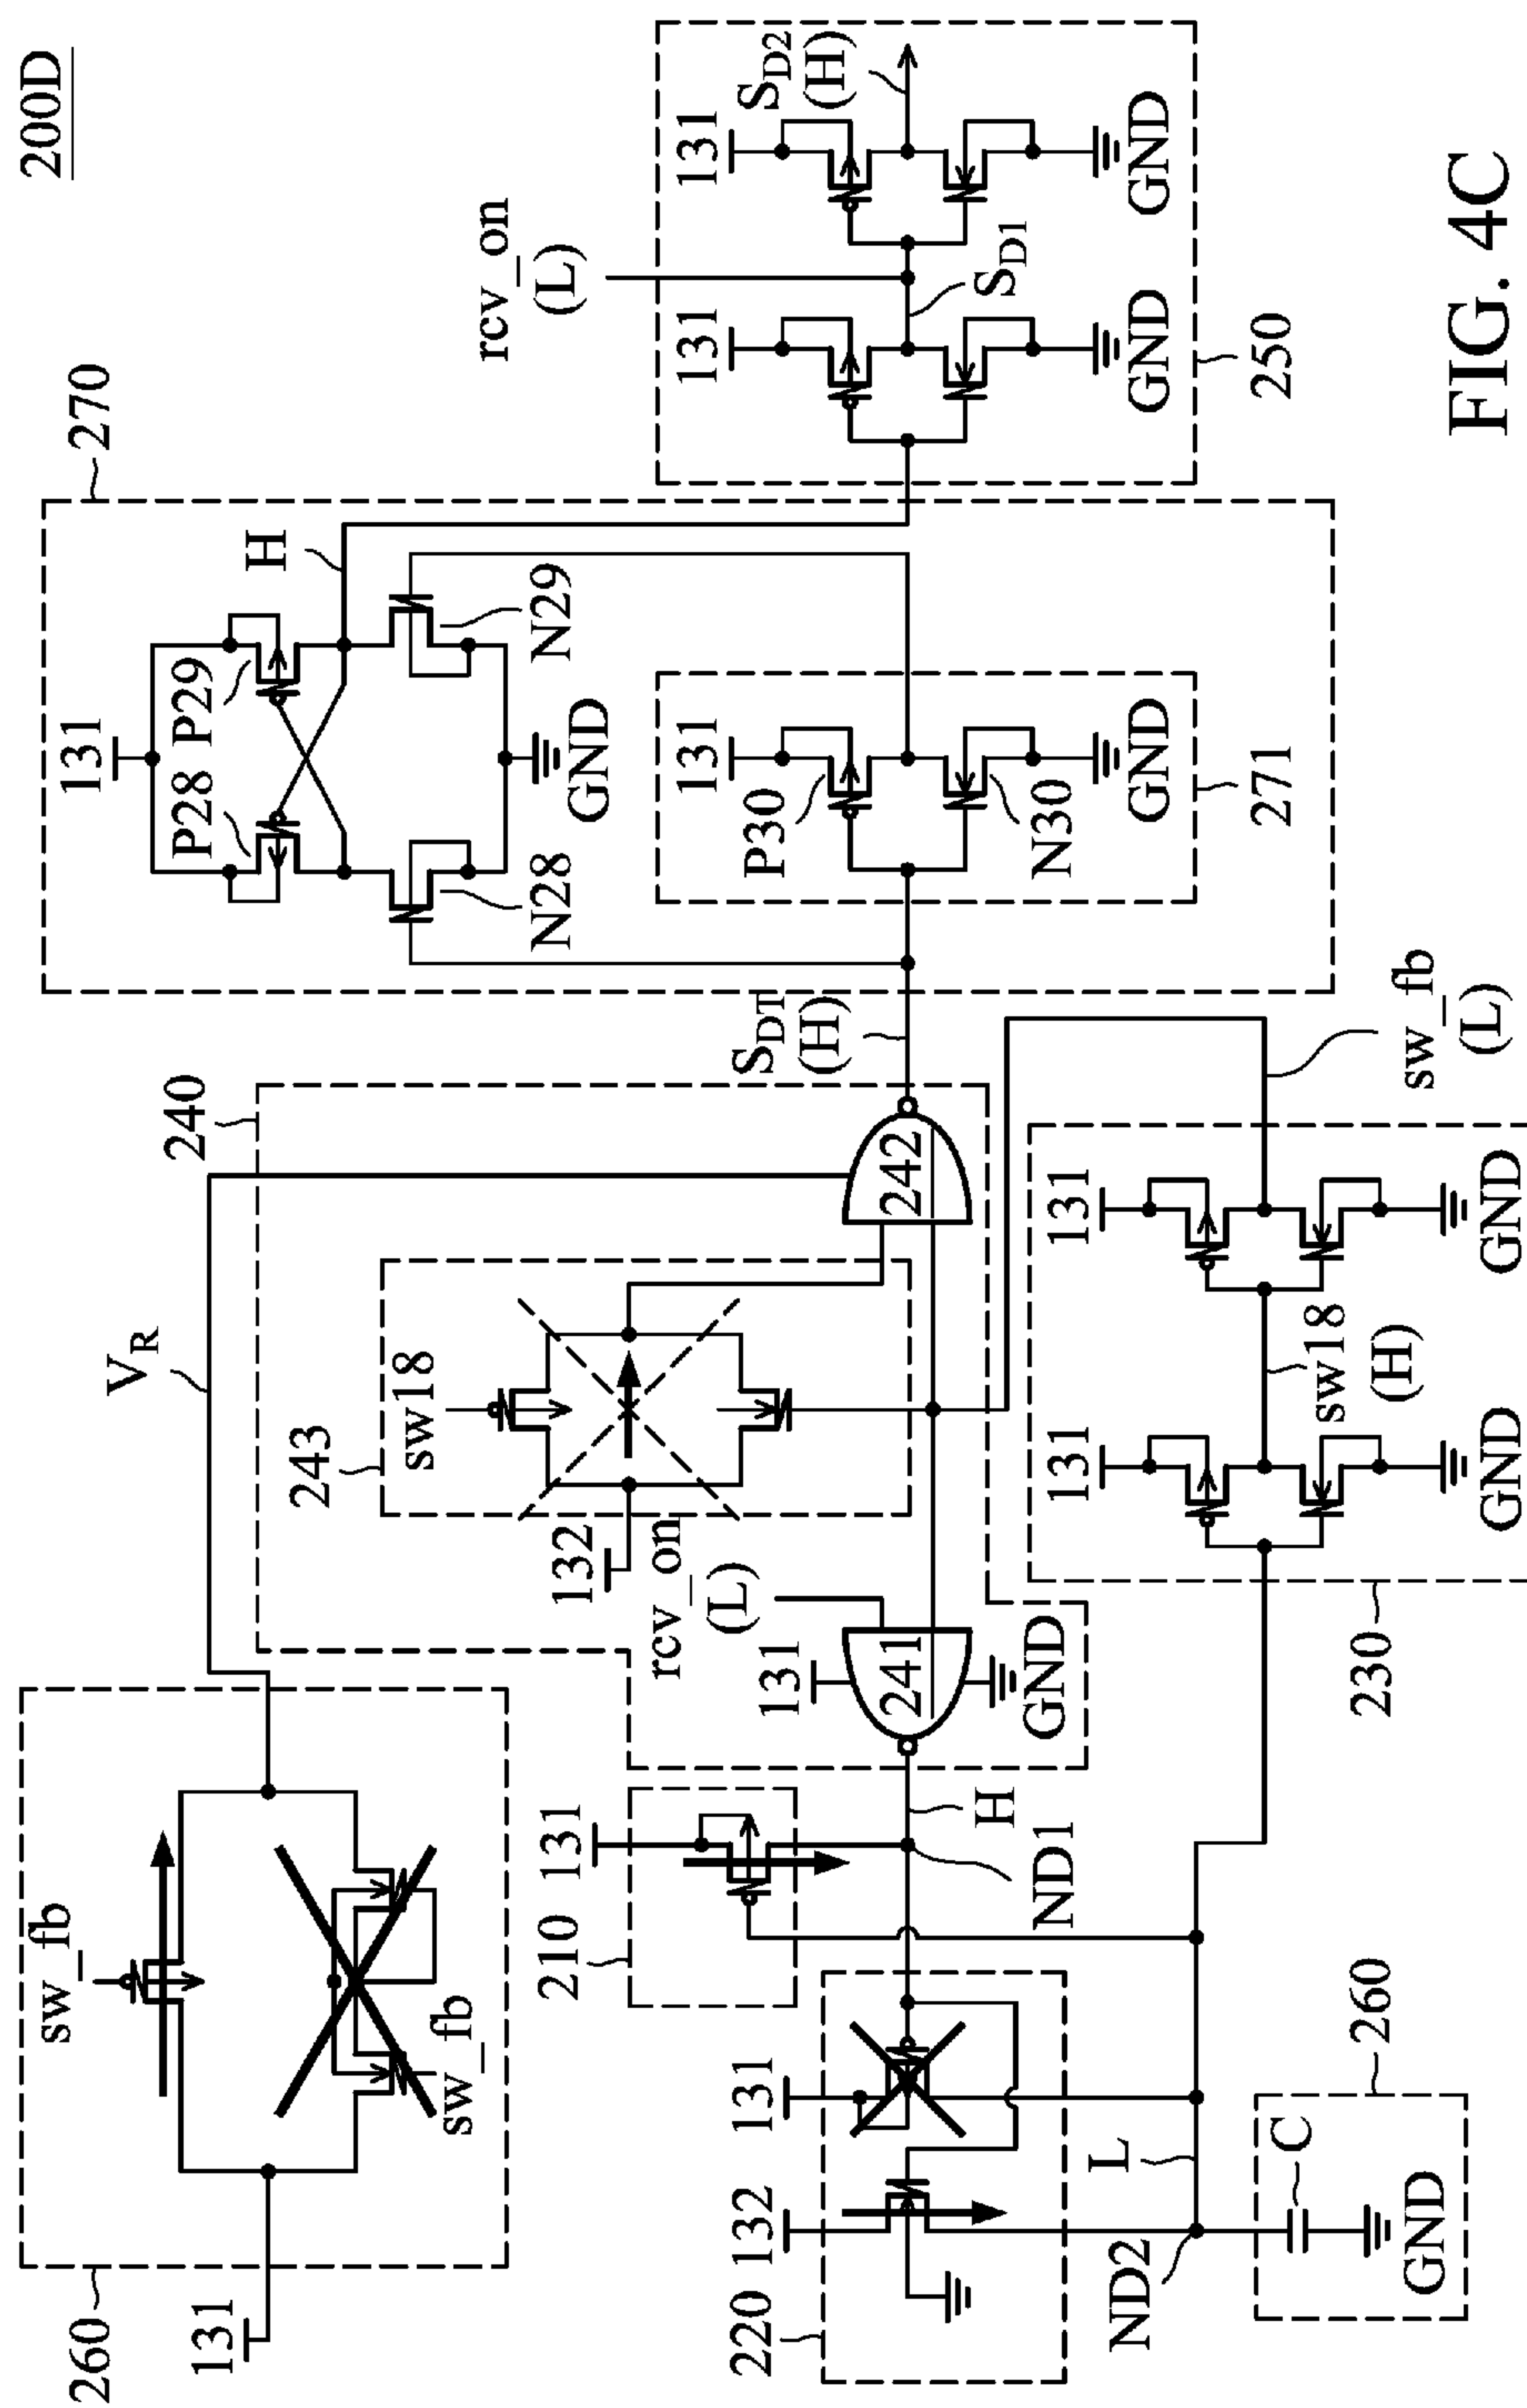 200D
270
131
P28
P29
H
N28
N29
GND
131
P30
N30
GND
271
rcv_on
(L)
131
131
S_D2
(H)
S_D1
GND
GND
250
V_R
240
243
sw18
132
rcv_on
(L)
131
241
GND
242
S_DT
(H)
sw_fb
sw_fb
260
131
210
131
H
ND1
220
132
131
L
ND2
C
GND
260
230
131
131
sw18
(H)
GND
GND
sw_fb
(L)
FIG. 4C